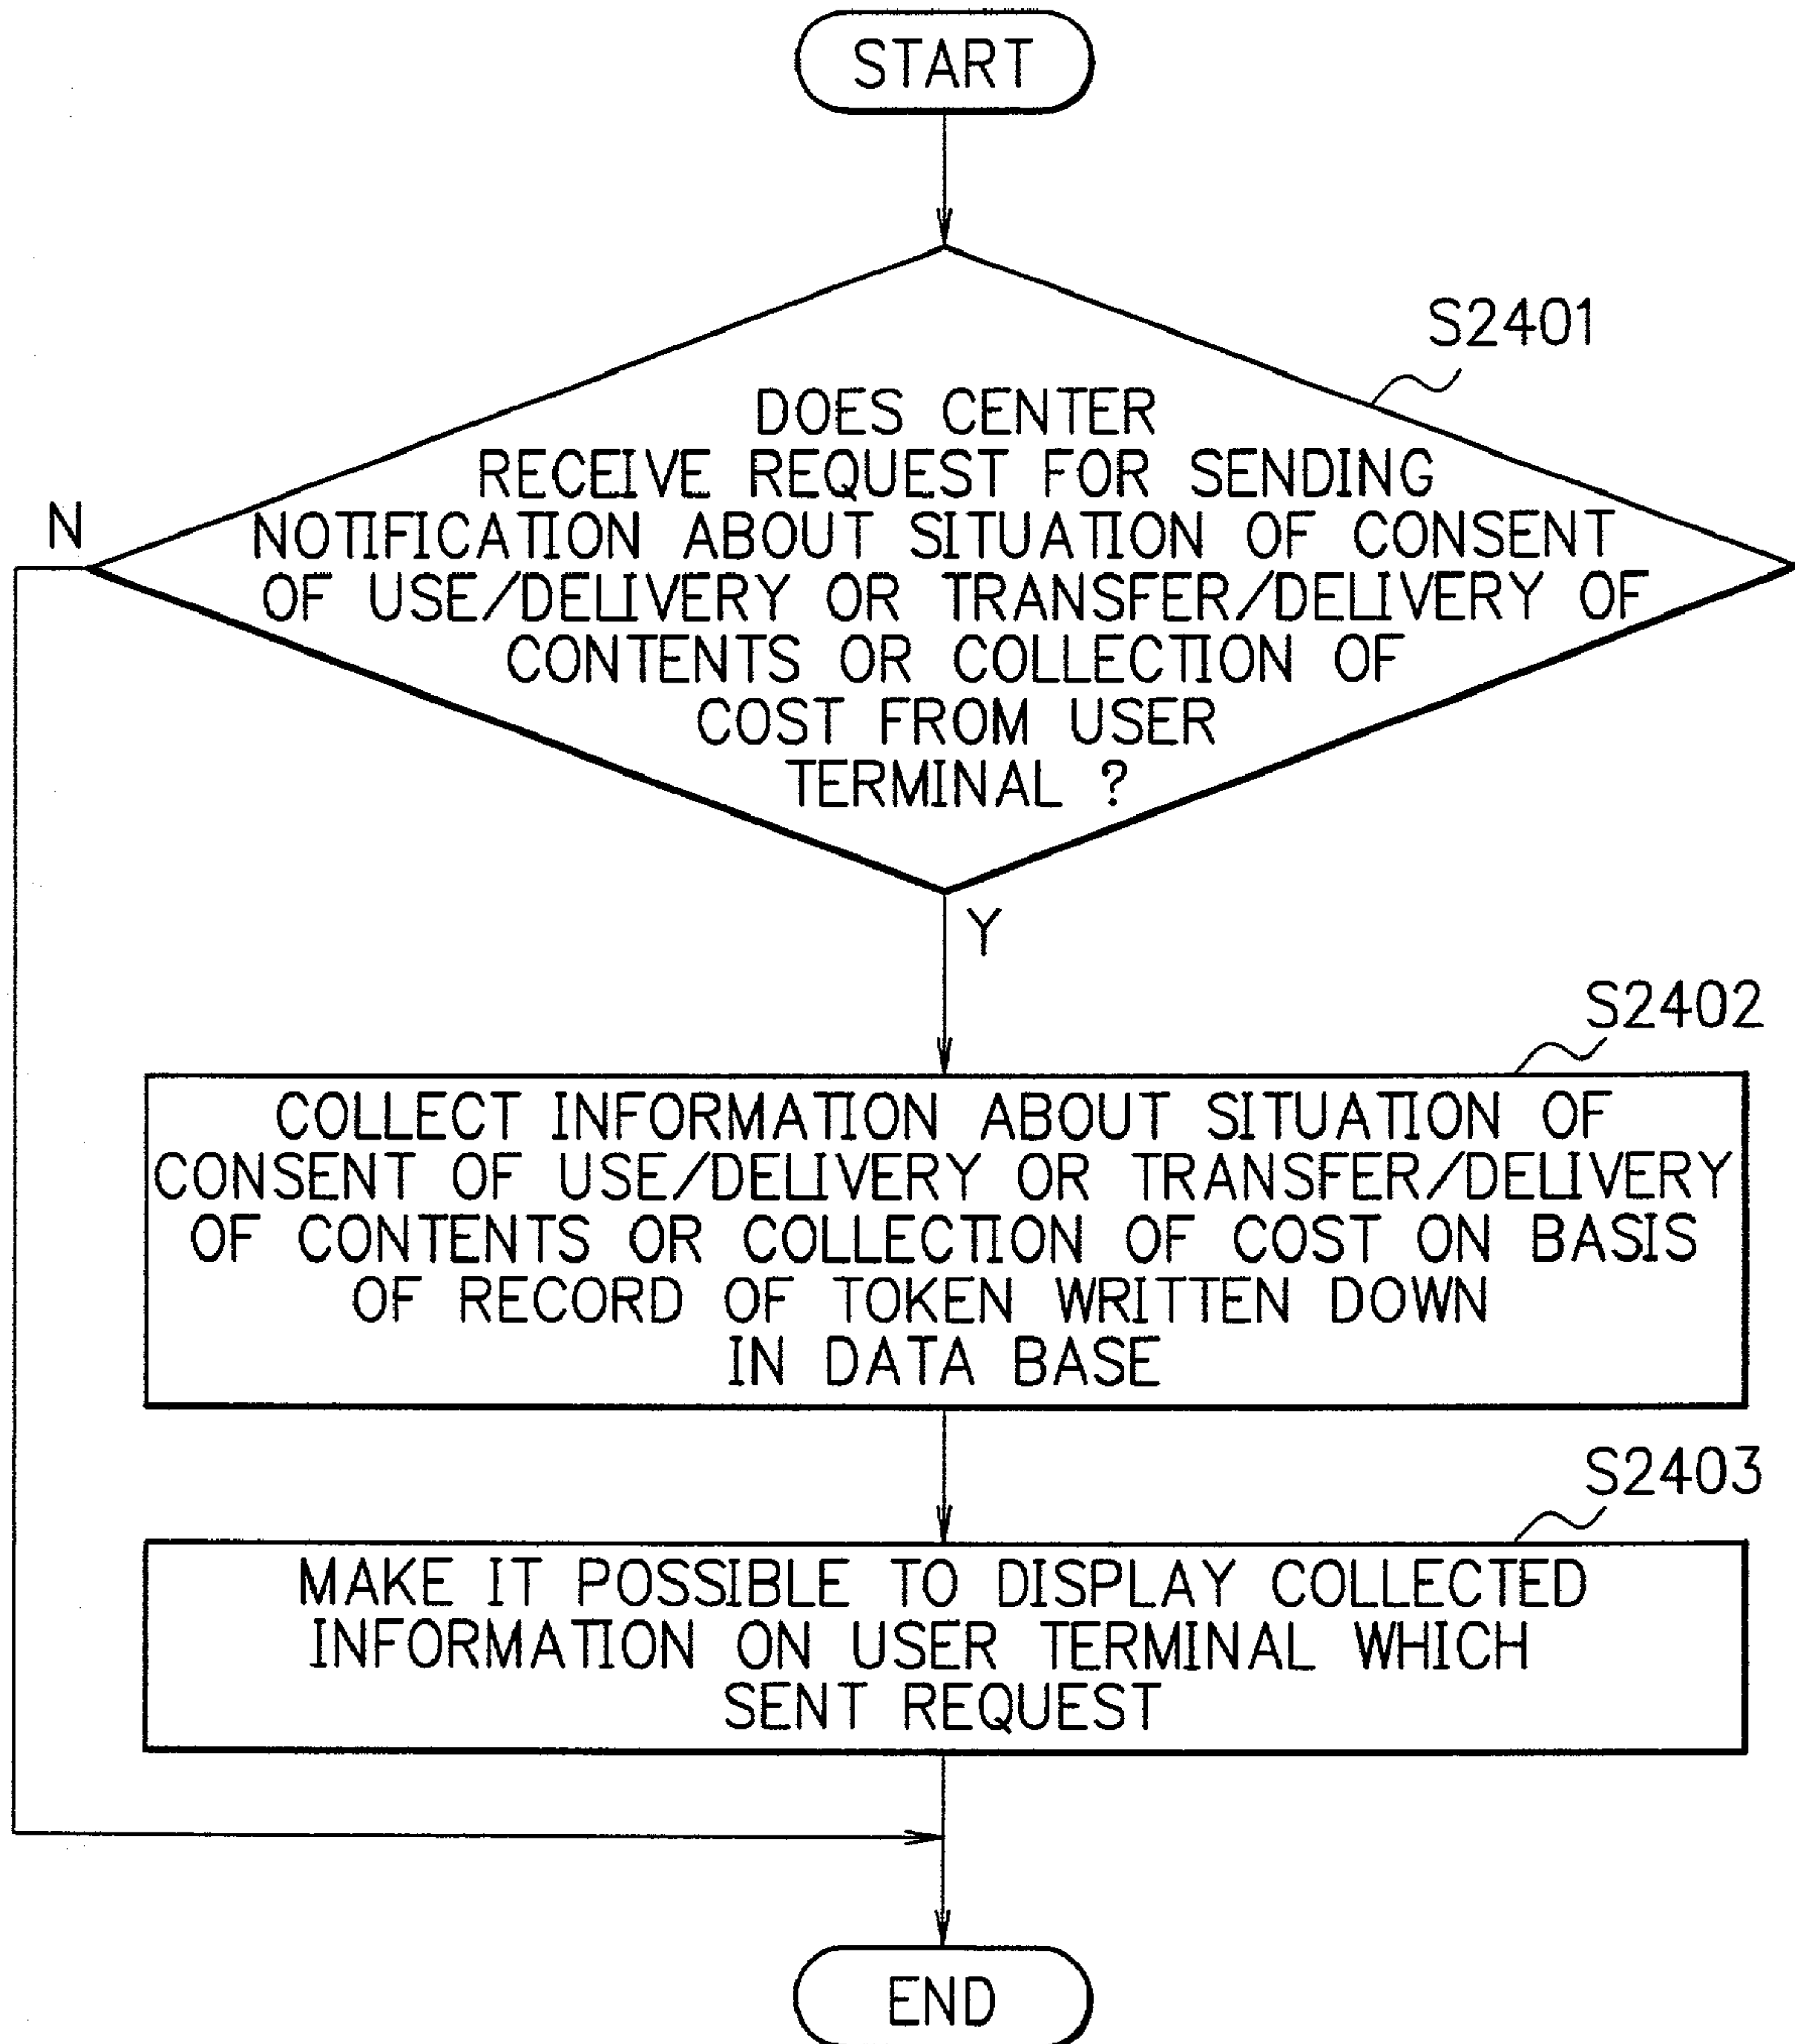 START
S2401
DOES CENTER
RECEIVE REQUEST FOR SENDING
N
NOTIFICATION ABOUT SITUATION OF CONSENT
OF USE/DELIVERY OR TRANSFER/DELIVERY OF
CONTENTS OR COLLECTION OF
COST FROM USER
TERMINAL ?
Y
S2402
COLLECT INFORMATION ABOUT SITUATION OF
CONSENT OF USE/DELIVERY OR TRANSFER/DELIVERY
OF CONTENTS OR COLLECTION OF COST ON BASIS
OF RECORD OF TOKEN WRITTEN DOWN
IN DATA BASE
S2403
MAKE IT POSSIBLE TO DISPLAY COLLECTED
INFORMATION ON USER TERMINAL WHICH
SENT REQUEST
END